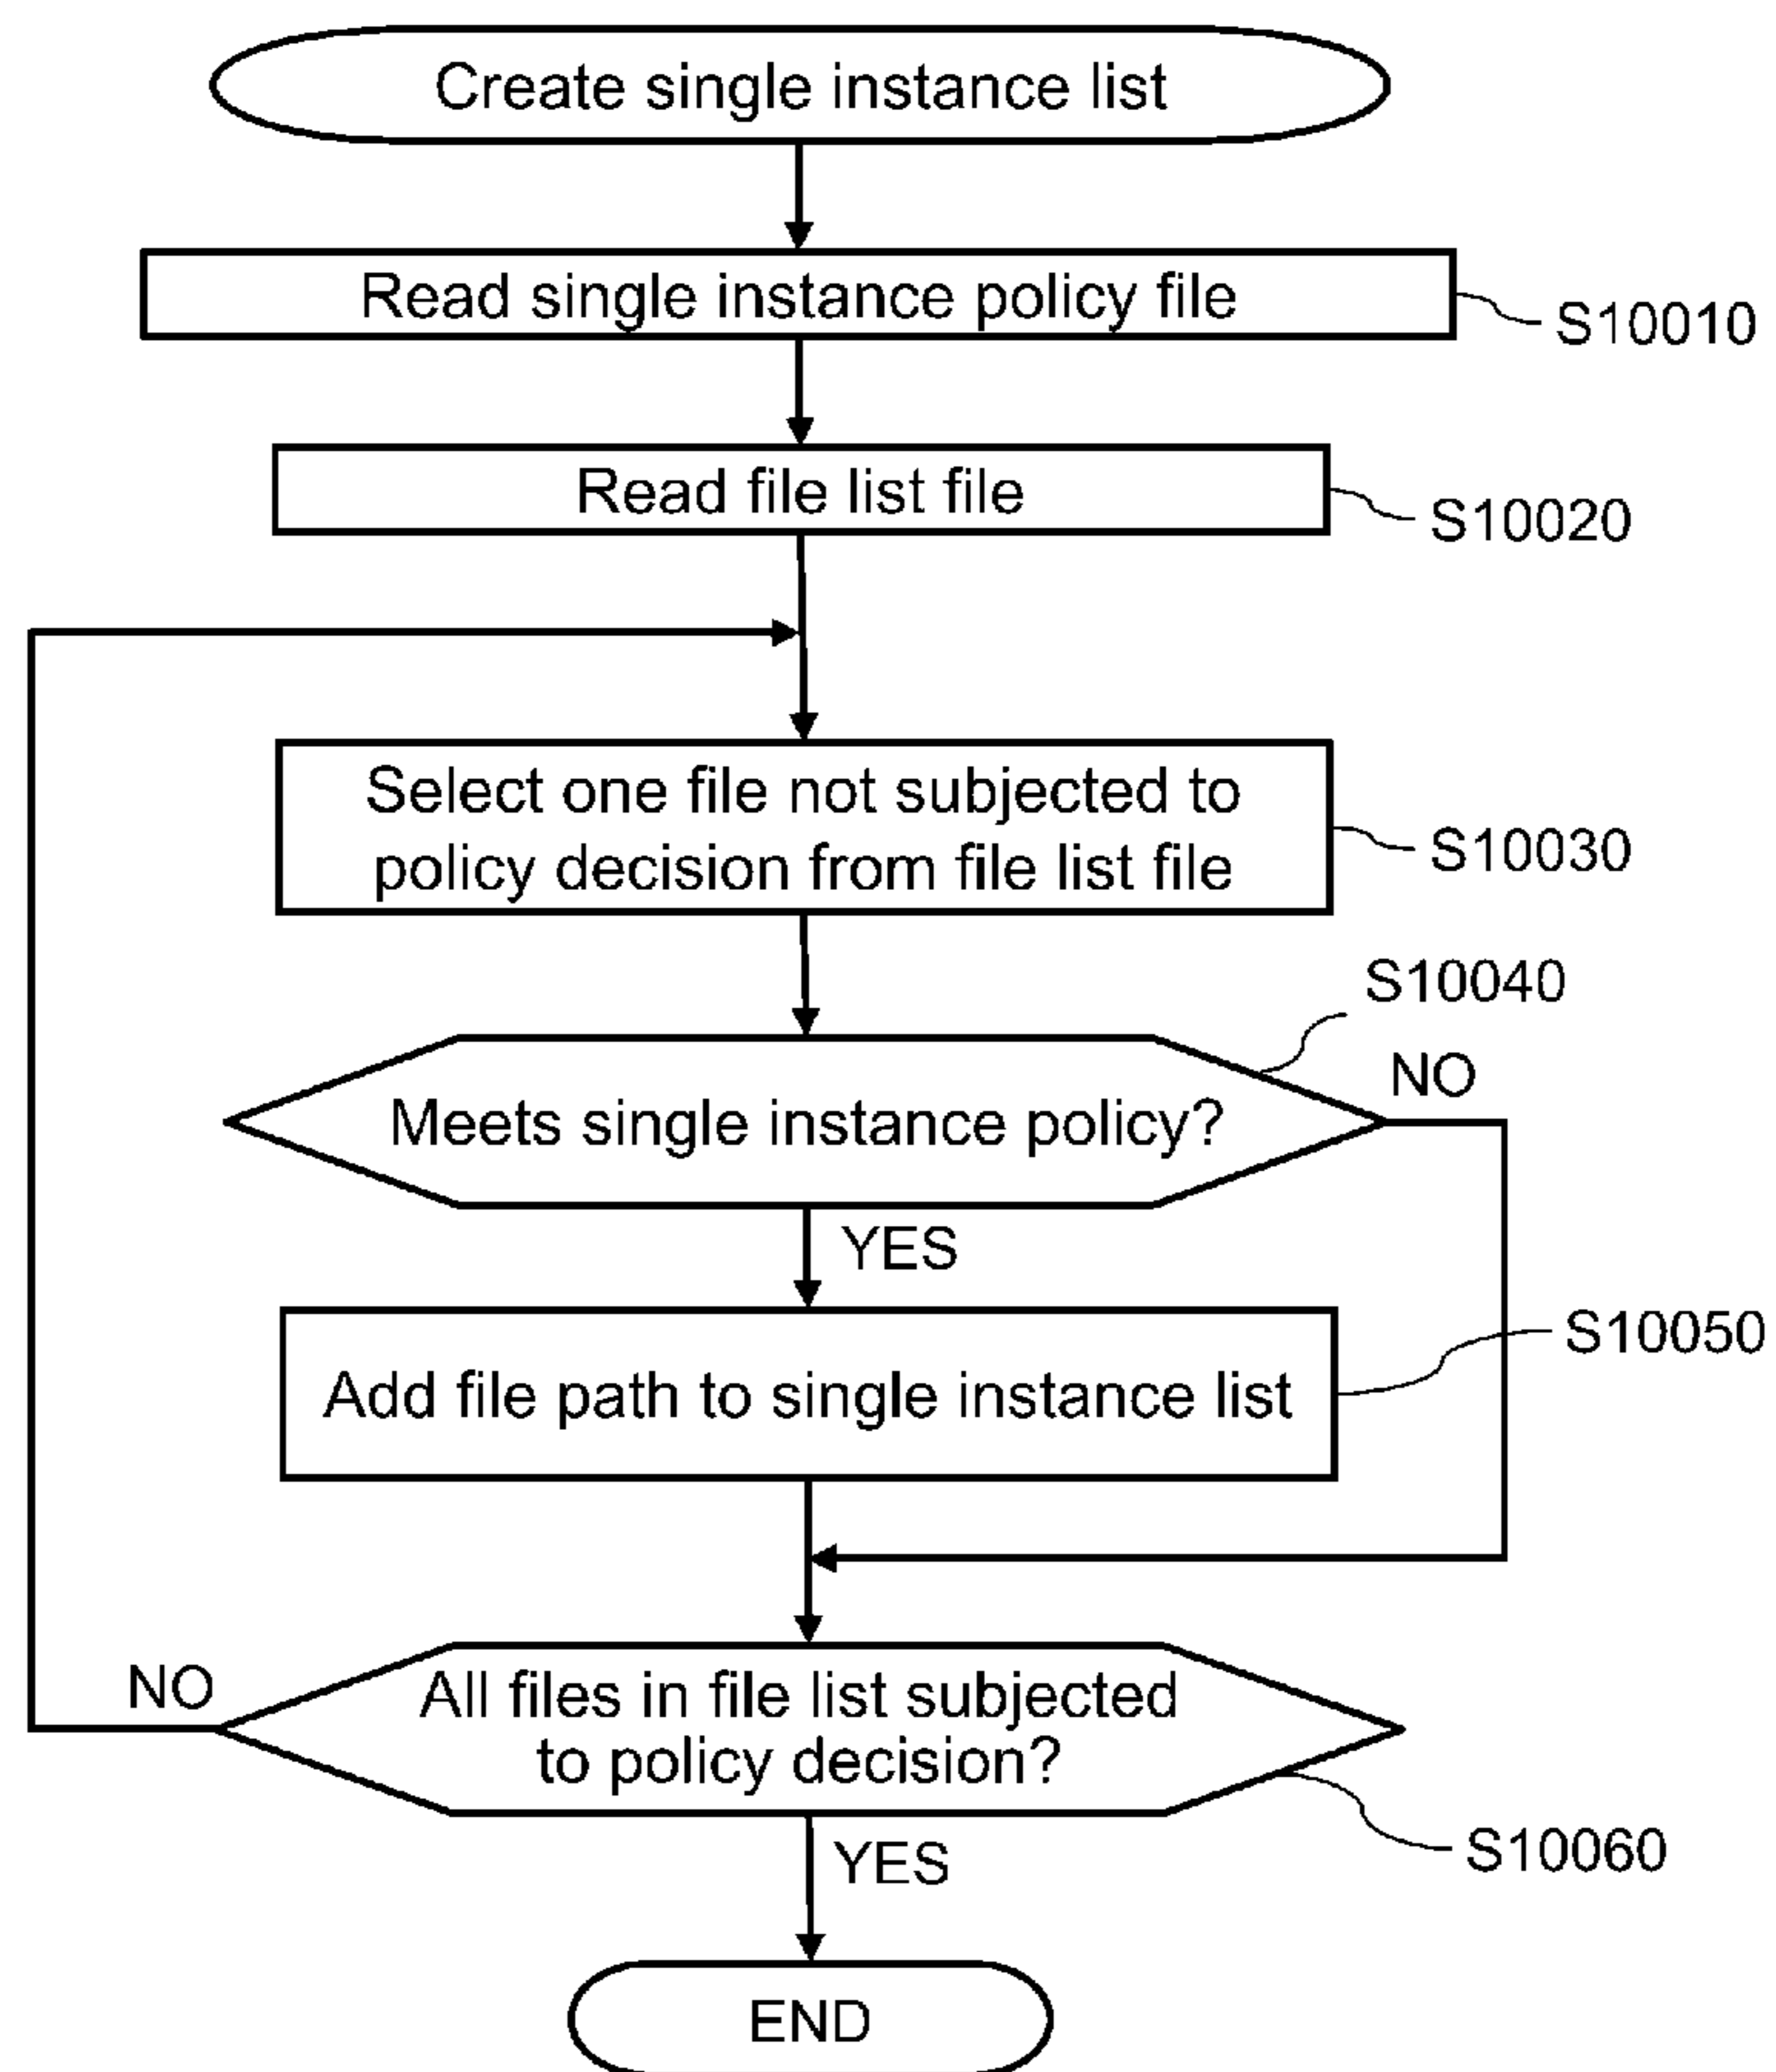 Create single instance list
Read single instance policy file
S10010
Read file list file
S10020
Select one file not subjected to
policy decision from file list file
S10030
S10040
NO
Meets single instance policy?
YES
S10050
Add file path to single instance list
NO
All files in file list subjected
to policy decision?
YES
S10060
END